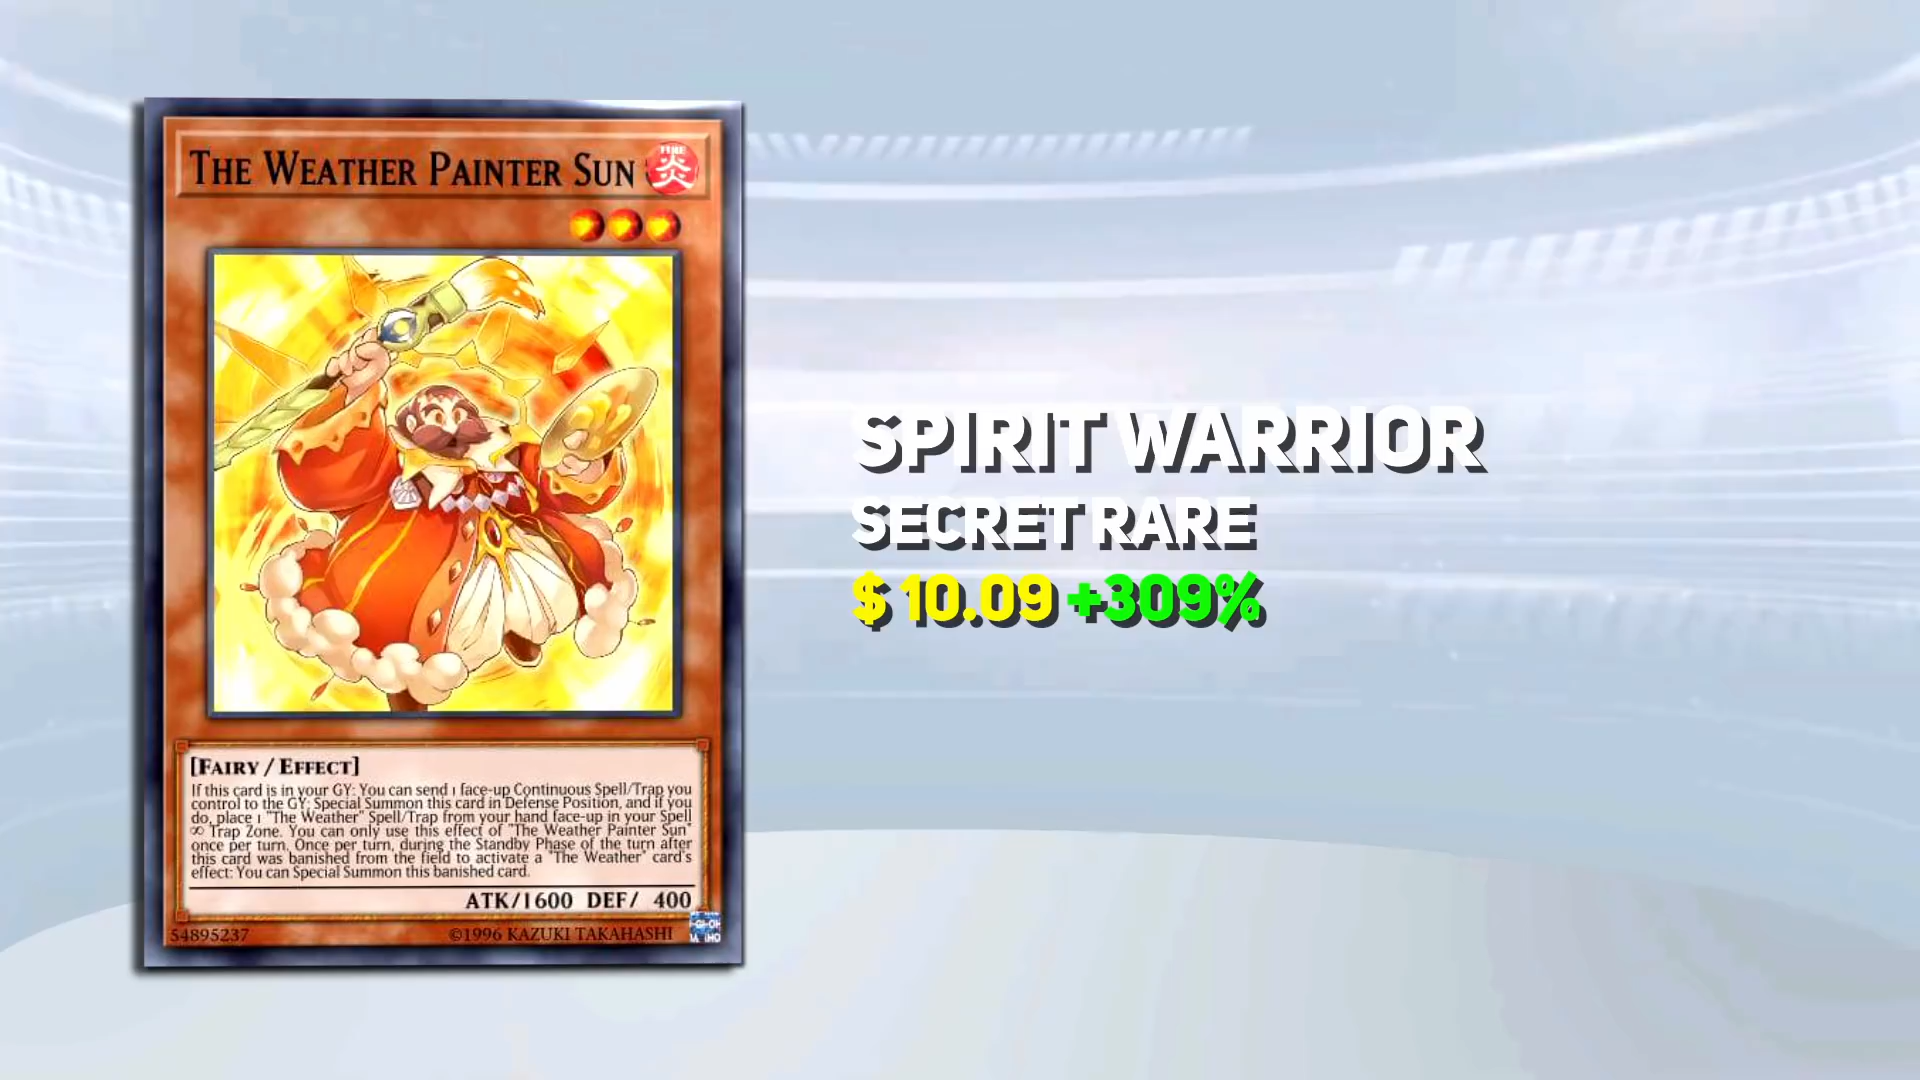 THE WEATHER PAINTER SUN
炎
[FAIRY / EFFECT]
If this card is in your GY: You can send 1 face-up Continuous Spell/Trap you
control to the GY; Special Summon this card in Defense Position, and if you
do, place 1 "The Weather" Spell/Trap from your hand face-up in your Spell
∞ Trap Zone. You can only use this effect of "The Weather Painter Sun"
once per turn. Once per turn, during the Standby Phase of the turn after
this card was banished from the field to activate a "The Weather" card's
effect: You can Special Summon this banished card.
ATK/1600 DEF/ 400
54895237
©1996 KAZUKI TAKAHASHI
SPIRIT WARRIOR
SECRET RARE
$ 10.09 +309%